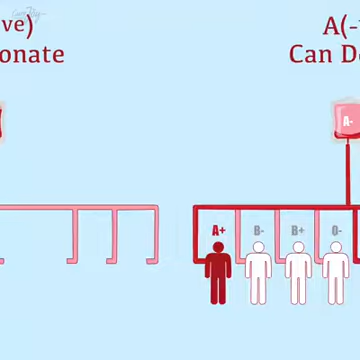 ve)
onate
A(-
Can D
A-
A+
B-
B+
O-